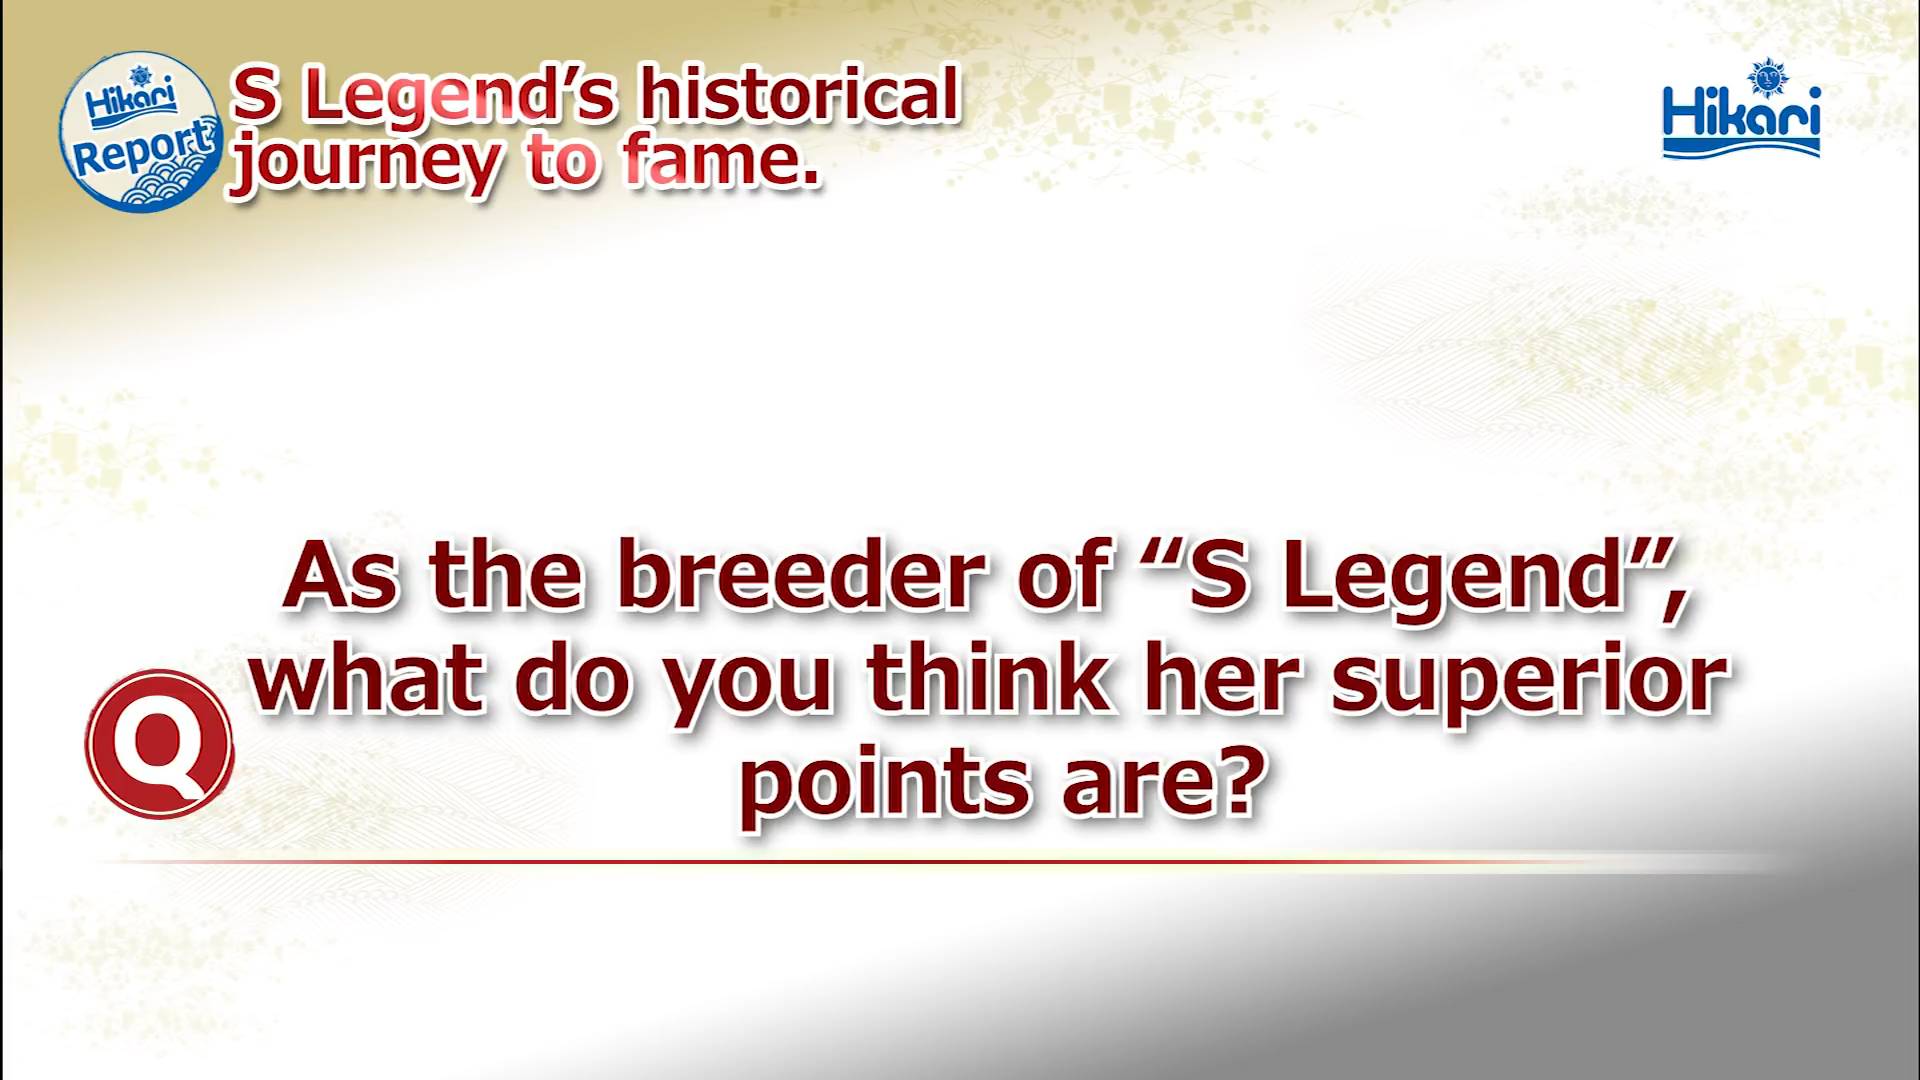 Hikari
Report
S Legend’s historical
journey to fame.
Hikari
As the breeder of “S Legend”,
what do you think her superior
points are?
Q